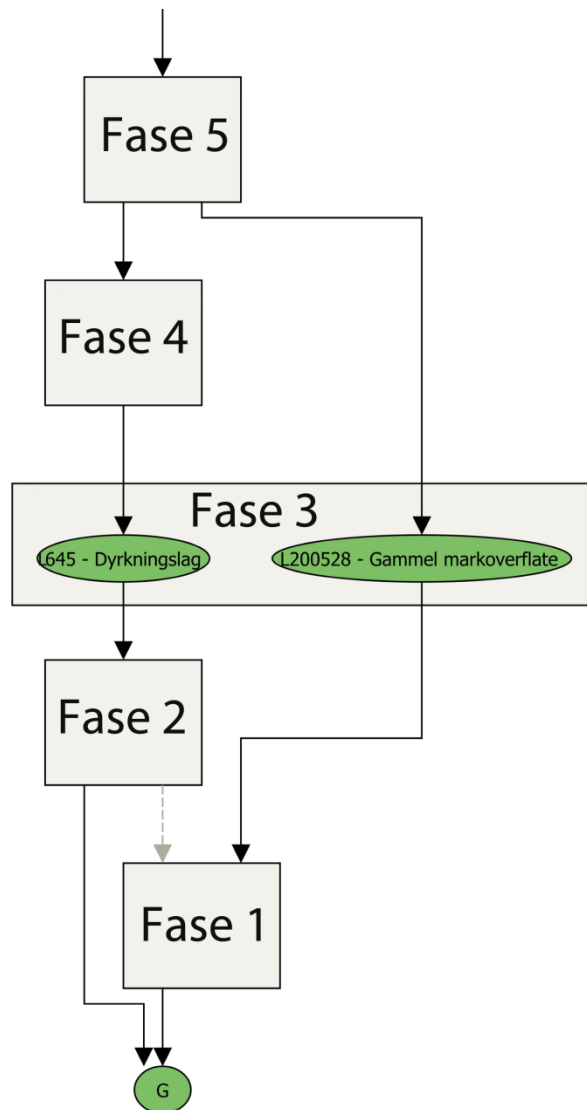 Fase 5
Fase 4
Fase 3
L645 - Dyrkningslag
L200528 - Gammel markoverflate
Fase 2
Fase 1
G